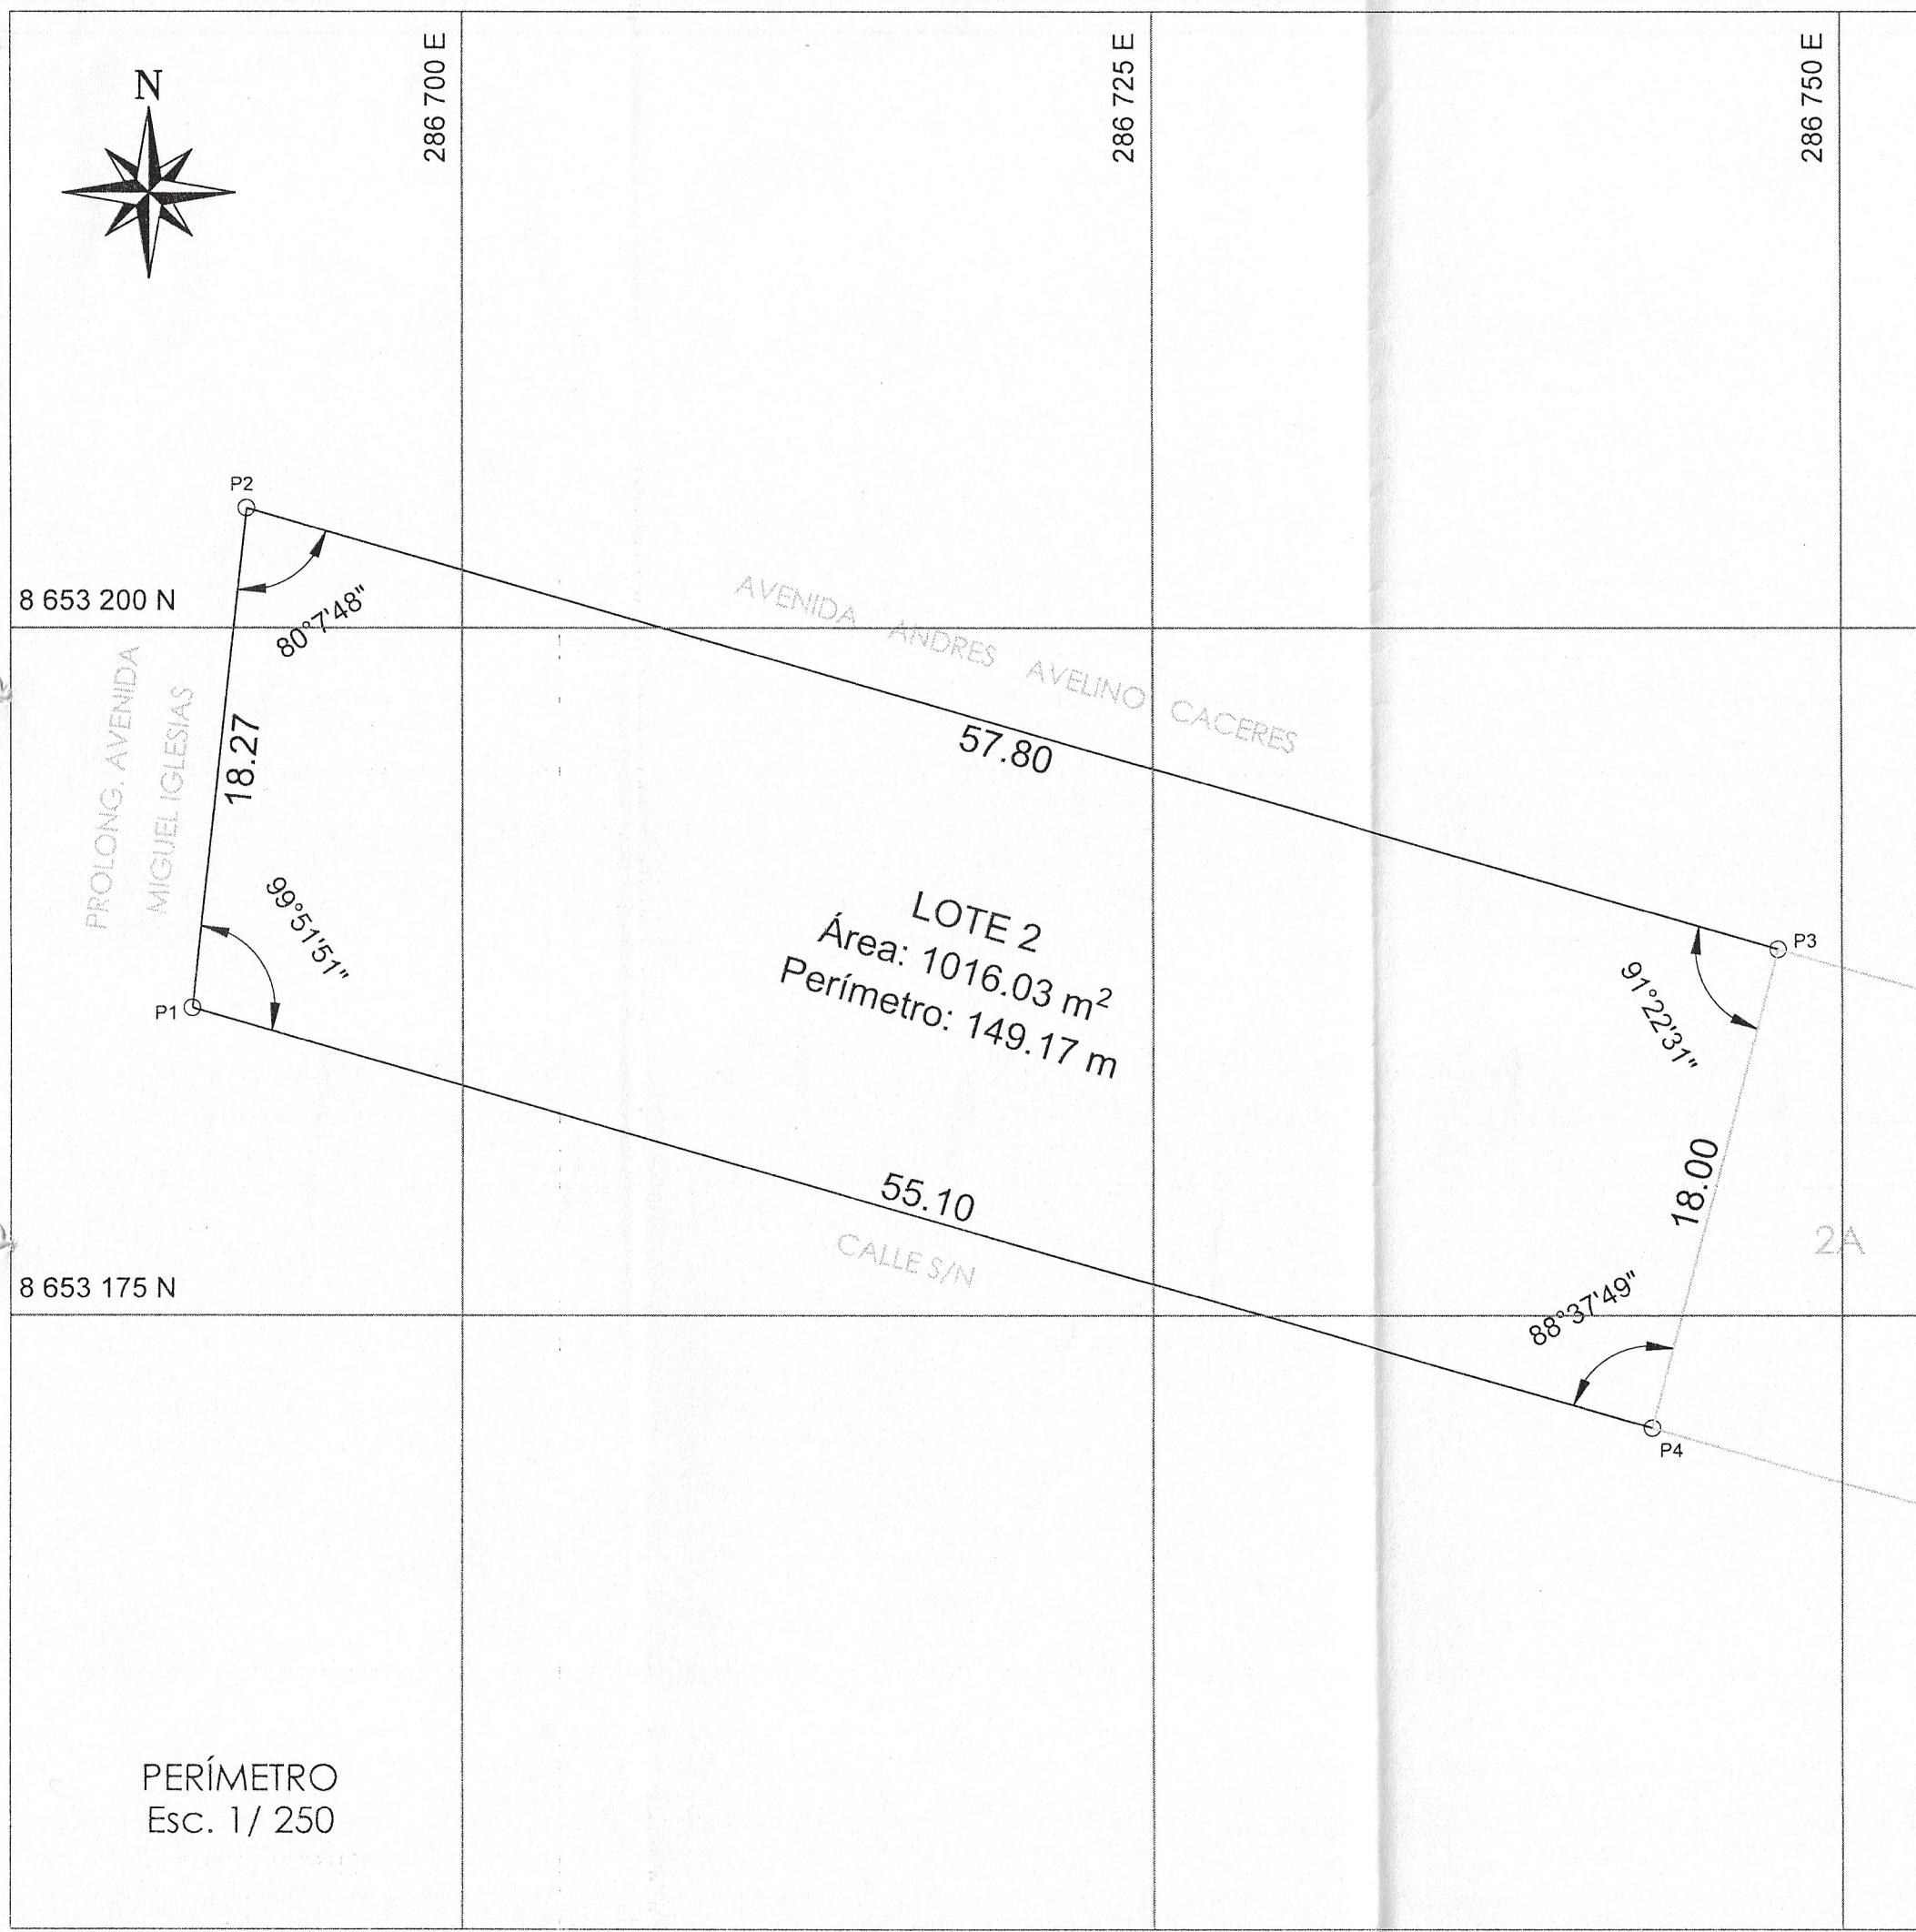 N
286 700 E
286 725 E
286 750 E
P2
8 653 200 N
80°7'48"
AVENIDA ANDRES AVELINO CACERES
PROLONG. AVENIDA
MIGUEL IGLESIAS
18.27
57.80
99°51'51"
LOTE 2
Área: 1016.03 m²
Perímetro: 149.17 m
P3
91°22'31"
P1
18.00
55.10
CALLE S/N
2A
8 653 175 N
88°37'49"
P4
PERÍMETRO
Esc. 1/ 250